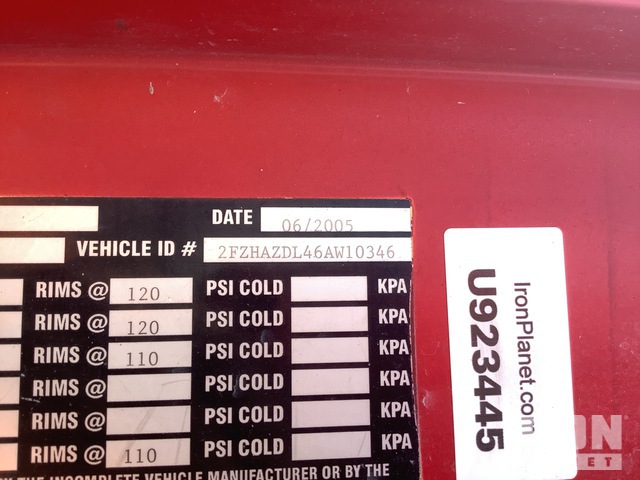 DATE 06/2005
VEHICLE ID # 2FZHAZDL46AW10346
RIMS @ 120 PSI COLD KPA
RIMS @ 120 PSI COLD KPA
RIMS @ 110 PSI COLD KPA
RIMS @ PSI COLD KPA
RIMS @ PSI COLD KPA
RIMS @ 110 PSI COLD KPA
THE INCOMPLETE VEHICLE MANUFACTURER OR BY THE
IronPlanet.com
U923445